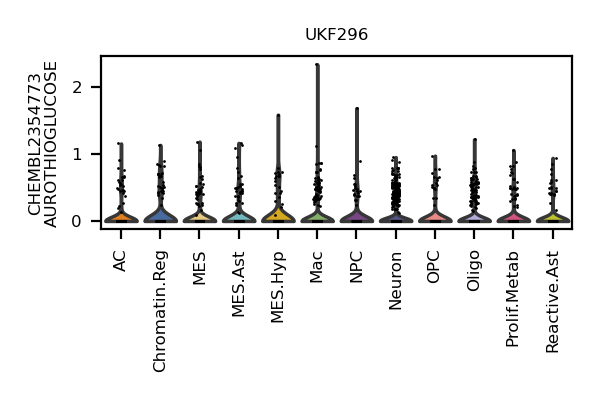 UKF296
CHEMBL2354773
AUROTHIOGLUCOSE
2
1
0
AC
Chromatin.Reg
MES
MES.Ast
MES.Hyp
Mac
NPC
Neuron
OPC
Oligo
Prolif.Metab
Reactive.Ast